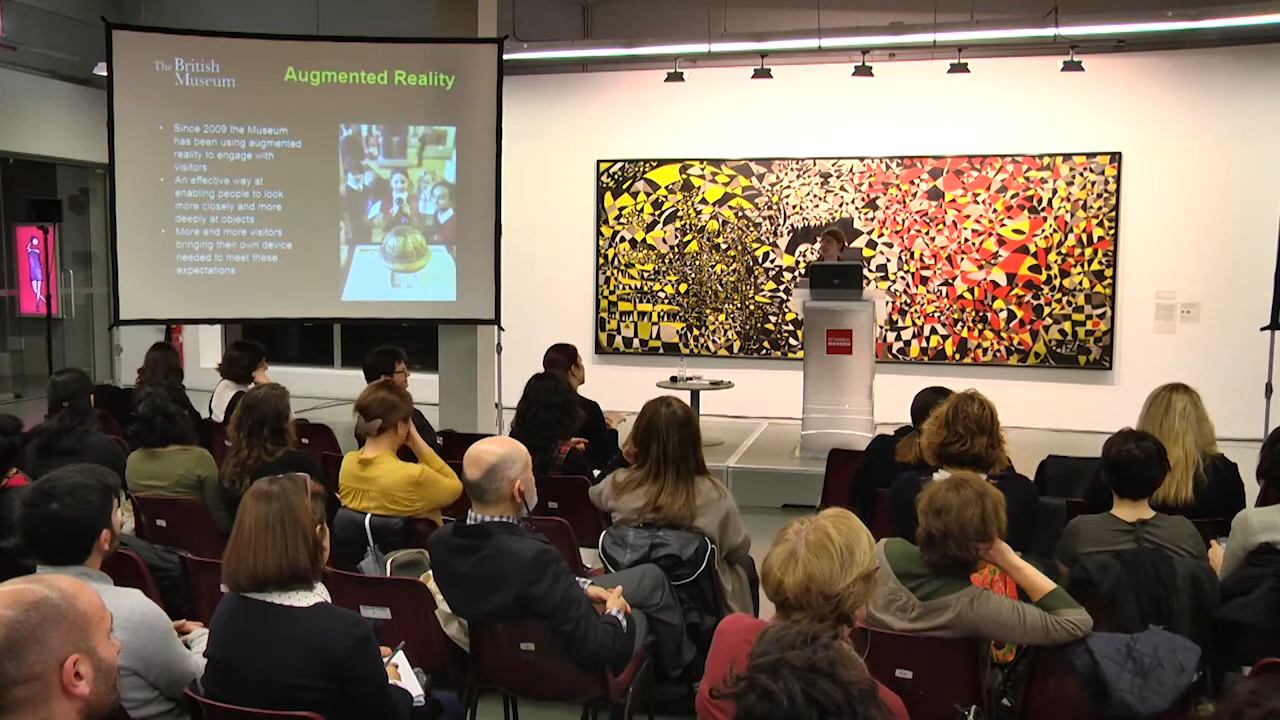 The British
Museum
Augmented Reality
• Since 2009 the Museum
has been using augmented
reality to engage with
visitors
• An effective way at
enabling people to look
more closely and more
deeply at objects
• More and more visitors
bringing their own device
needed to meet these
expectations
ISTANBUL
MODERN